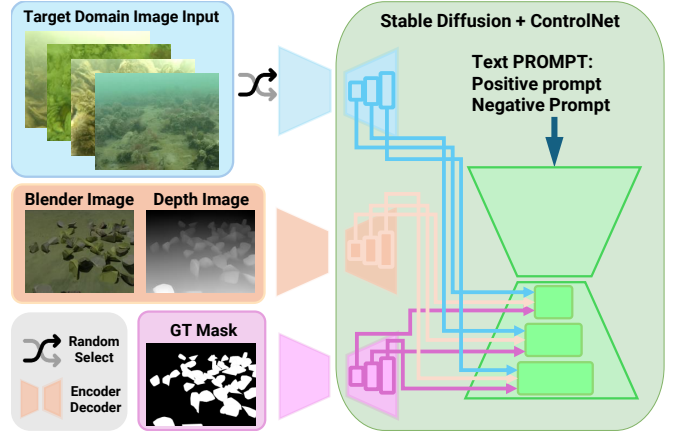 Target Domain Image Input
Stable Diffusion + ControlNet
Text PROMPT:
Positive prompt
Negative Prompt
Blender Image
Depth Image
GT Mask
Random
Select
Encoder
Decoder